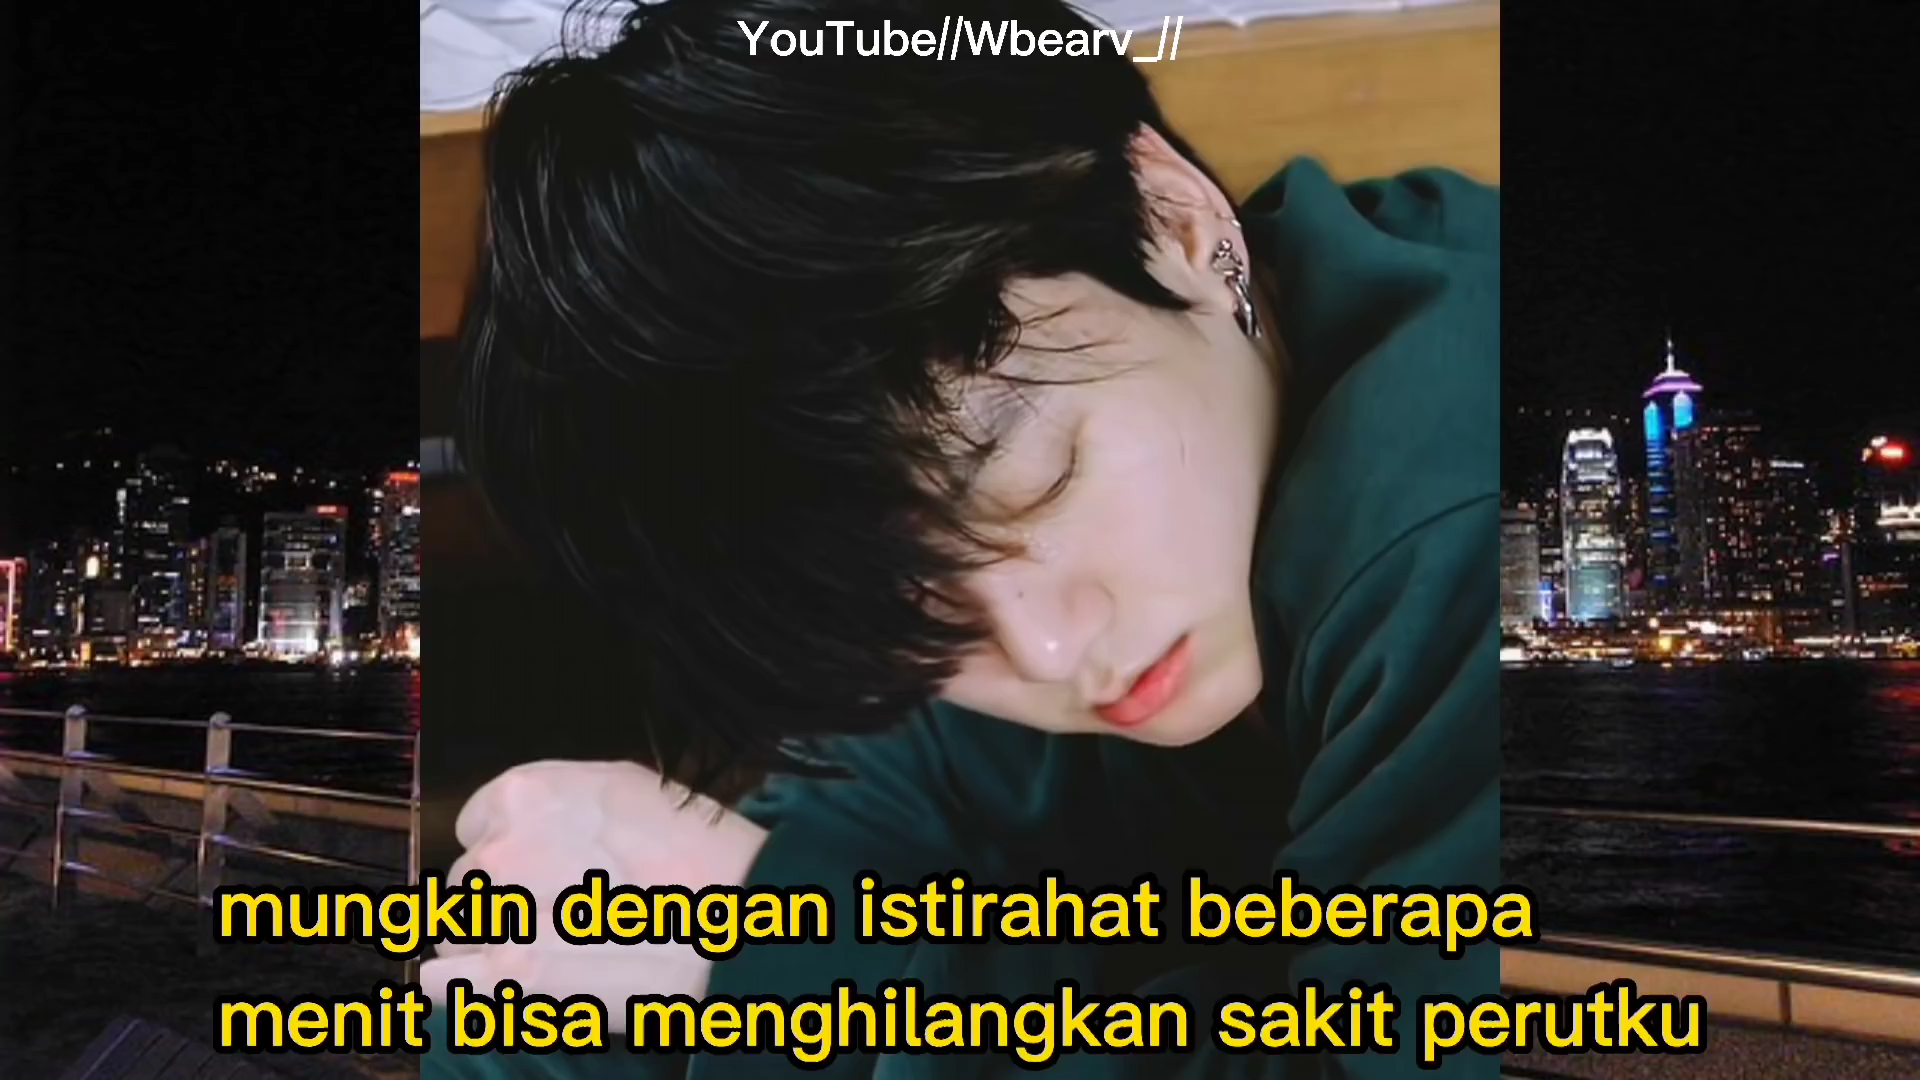 YouTube//Wbearv_//
mungkin dengan istirahat beberapa
menit bisa menghilangkan sakit perutku